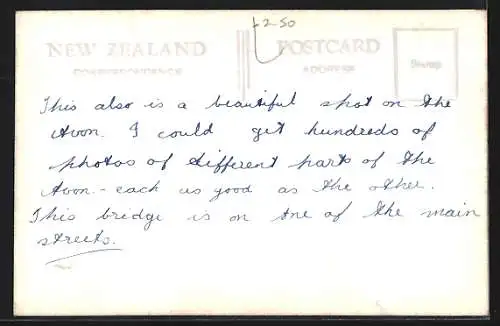 £2-50
NEW ZEALAND POSTCARD
CORRESPONDENCE ADDRESS
Stamp
This also is a beautiful spot on the
Avon. I could get hundreds of
photos of different parts of the
Avon - each as good as the other.
This bridge is on one of the main
streets.